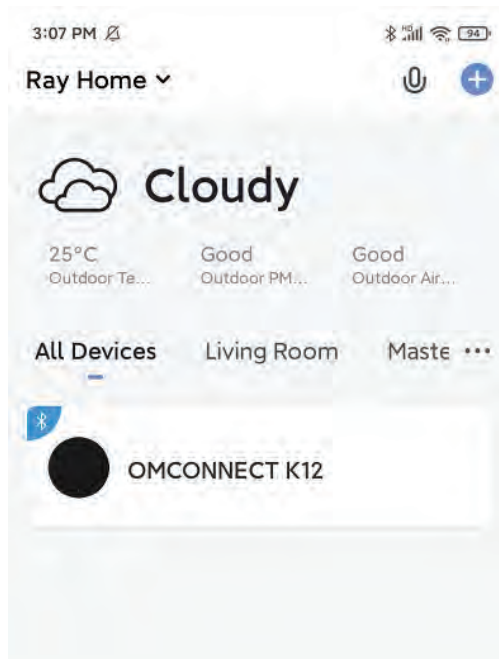 3:07 PM
HD
94
Ray Home
Cloudy
25°C Good Good
Outdoor Te... Outdoor PM... Outdoor Air...
All Devices Living Room Maste
OMCONNECT K12